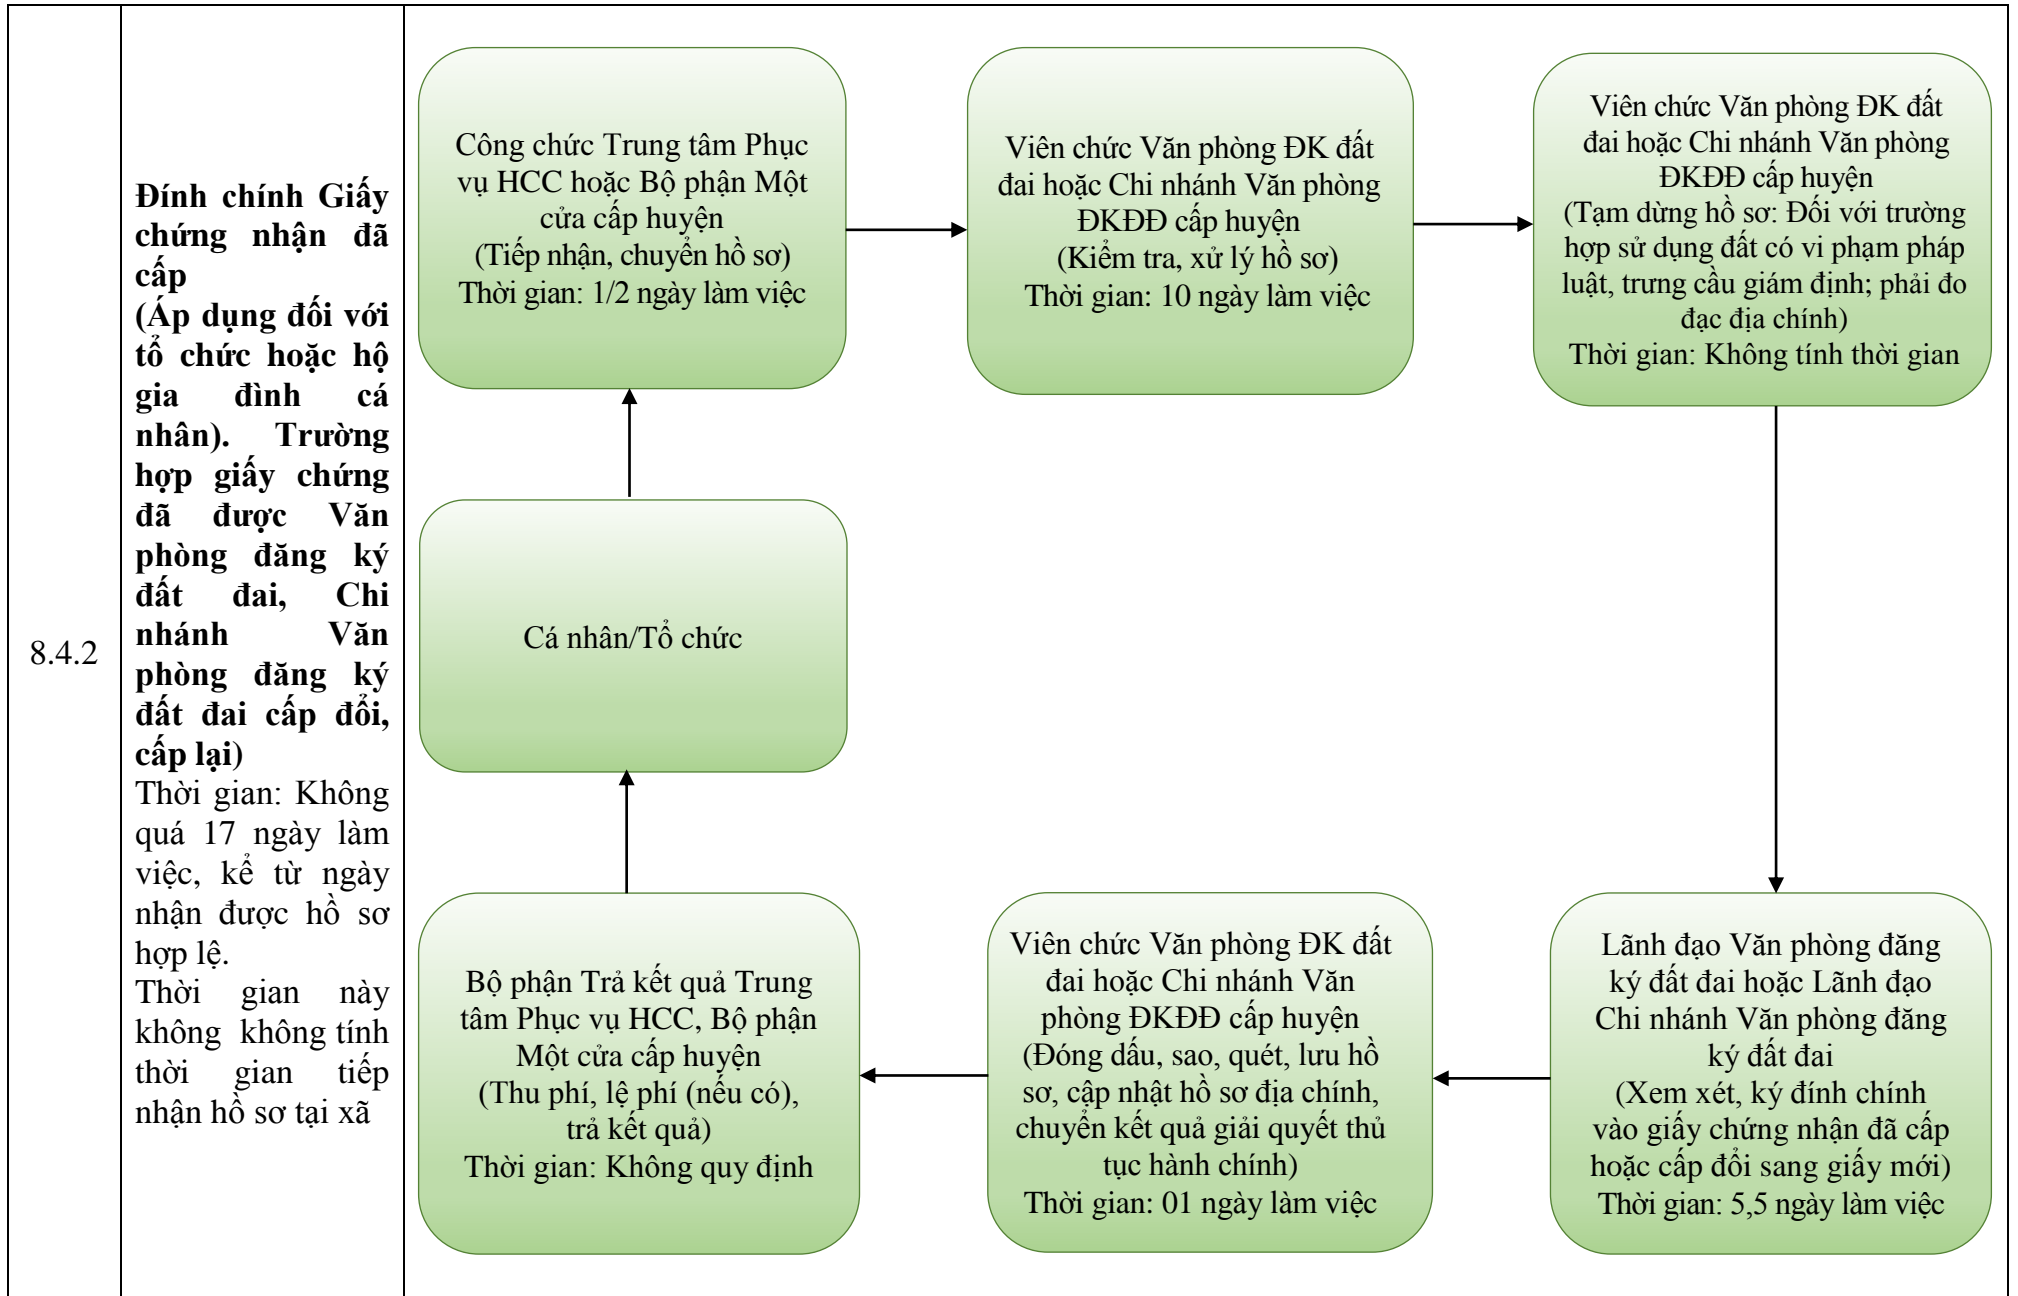 8.4.2
Đính chính Giấy
chứng nhận đã
cấp
(Áp dụng đối với
tổ chức hoặc hộ
gia đình cá
nhân). Trường
hợp giấy chứng
đã được Văn
phòng đăng ký
đất đai, Chi
nhánh Văn
phòng đăng ký
đất đai cấp đổi,
cấp lại)
Thời gian: Không
quá 17 ngày làm
việc, kể từ ngày
nhận được hồ sơ
hợp lệ.
Thời gian này
không không tính
thời gian tiếp
nhận hồ sơ tại xã
Công chức Trung tâm Phục
vụ HCC hoặc Bộ phận Một
cửa cấp huyện
(Tiếp nhận, chuyển hồ sơ)
Thời gian: 1/2 ngày làm việc
Viên chức Văn phòng ĐK đất
đai hoặc Chi nhánh Văn phòng
ĐKĐĐ cấp huyện
(Kiểm tra, xử lý hồ sơ)
Thời gian: 10 ngày làm việc
Viên chức Văn phòng ĐK đất
đai hoặc Chi nhánh Văn phòng
ĐKĐĐ cấp huyện
(Tạm dừng hồ sơ: Đối với trường
hợp sử dụng đất có vi phạm pháp
luật, trưng cầu giám định; phải đo
đạc địa chính)
Thời gian: Không tính thời gian
Cá nhân/Tổ chức
Bộ phận Trả kết quả Trung
tâm Phục vụ HCC, Bộ phận
Một cửa cấp huyện
(Thu phí, lệ phí (nếu có),
trả kết quả)
Thời gian: Không quy định
Viên chức Văn phòng ĐK đất
đai hoặc Chi nhánh Văn
phòng ĐKĐĐ cấp huyện
(Đóng dấu, sao, quét, lưu hồ
sơ, cập nhật hồ sơ địa chính,
chuyển kết quả giải quyết thủ
tục hành chính)
Thời gian: 01 ngày làm việc
Lãnh đạo Văn phòng đăng
ký đất đai hoặc Lãnh đạo
Chi nhánh Văn phòng đăng
ký đất đai
(Xem xét, ký đính chính
vào giấy chứng nhận đã cấp
hoặc cấp đổi sang giấy mới)
Thời gian: 5,5 ngày làm việc